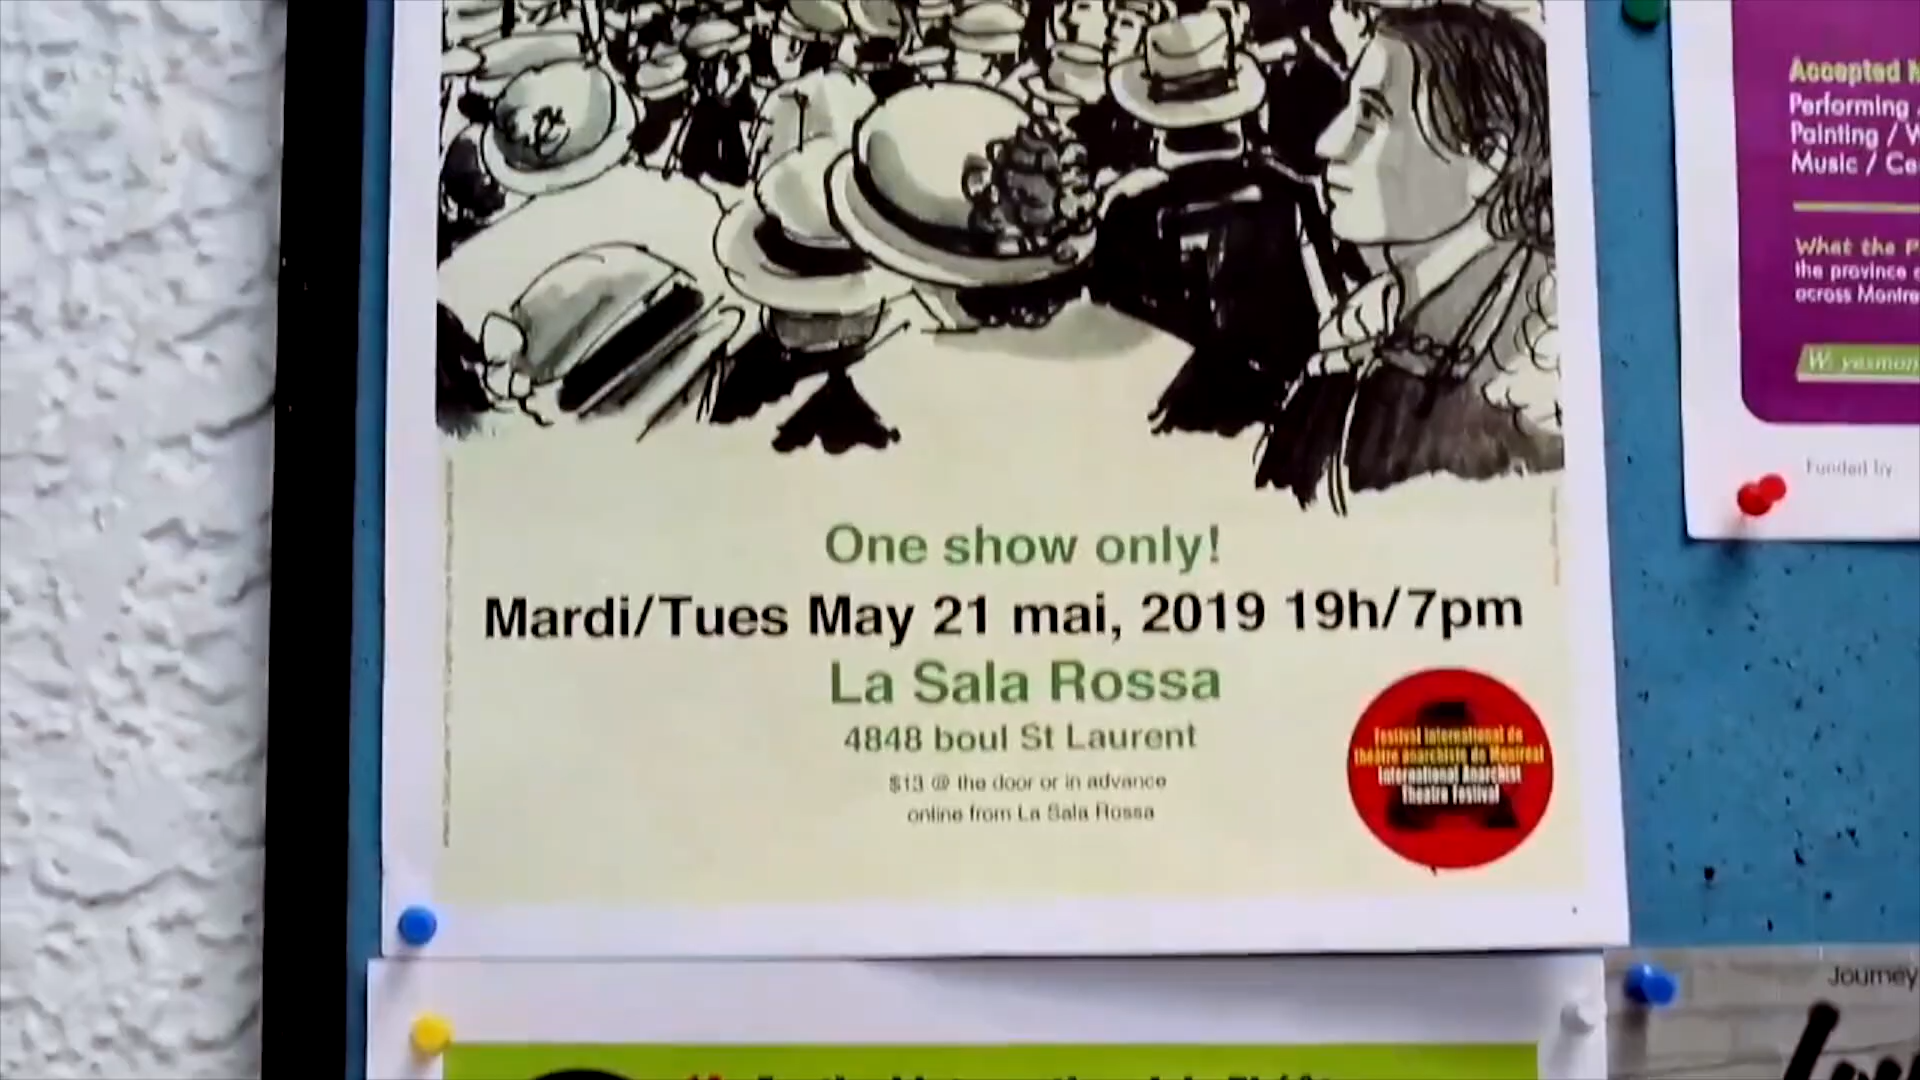 One show only!
Mardi/Tues May 21 mai, 2019 19h/7pm
La Sala Rossa
4848 boul St Laurent
$13 @ the door or in advance
online from La Sala Rossa
Festival international de
théâtre anarchiste de Montréal
International Anarchist
Theatre Festival
Accepted
Performing
Painting /
Music /
What the
the province
across
W: yesmon
Funded by
Journey